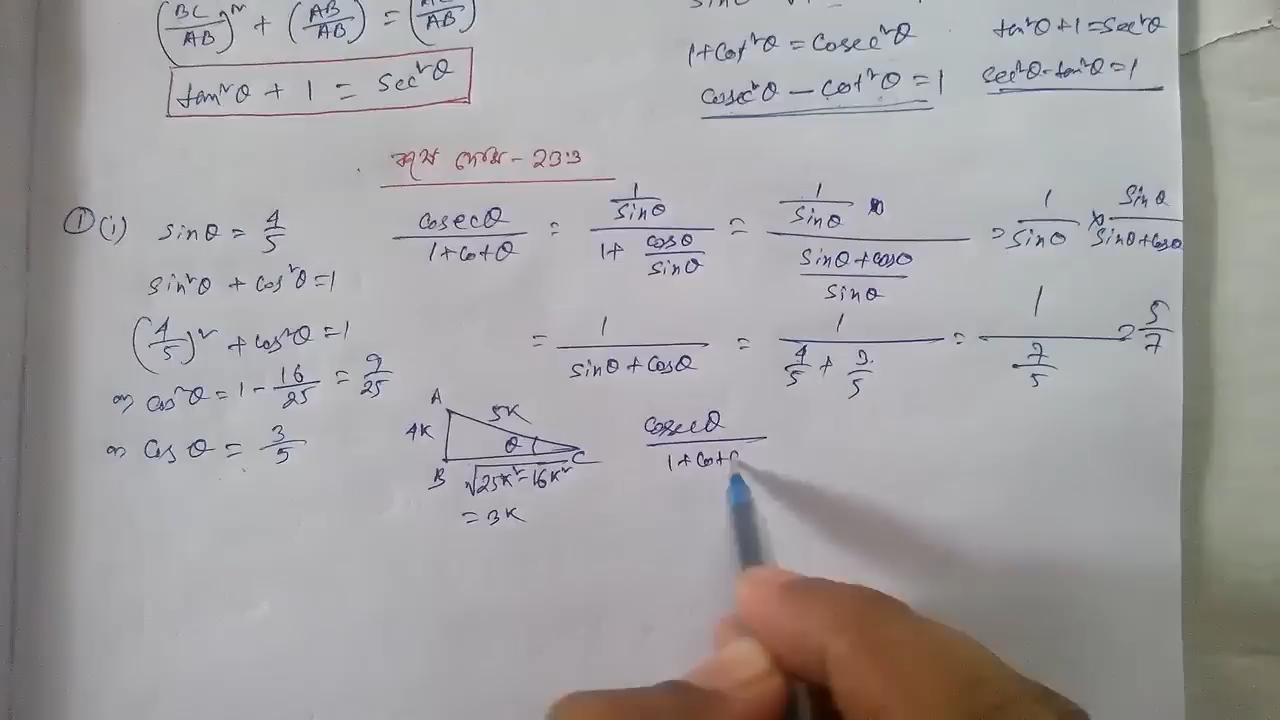 (BC/AB)² + (AB/AB) = (AC/AB)
tan²θ + 1 = sec²θ
1+cot²θ = cosec²θ
cosec²θ − cot²θ = 1
tan²θ+1=sec²θ
sec²θ-tan²θ=1
কষে দেখি - 23.3
① (i) sinθ = 4/5
sin²θ + cos²θ=1
(4/5)² + cos²θ=1
⇒ cos²θ = 1 - 16/25 = 9/25
⇒ cos θ = 3/5
cosecθ/(1+cotθ) = (1/sinθ)/(1+ cosθ/sinθ) = (1/sinθ)/((sinθ+cosθ)/sinθ) = 1/sinθ × sinθ/(sinθ+cosθ)
= 1/(sinθ+cosθ) = 1/(4/5 + 3/5) = 1/(7/5) = 5/7
A
5K
4K
θ
B
C
√25K²-16K²
= 3K
cosecθ/(1+cotθ